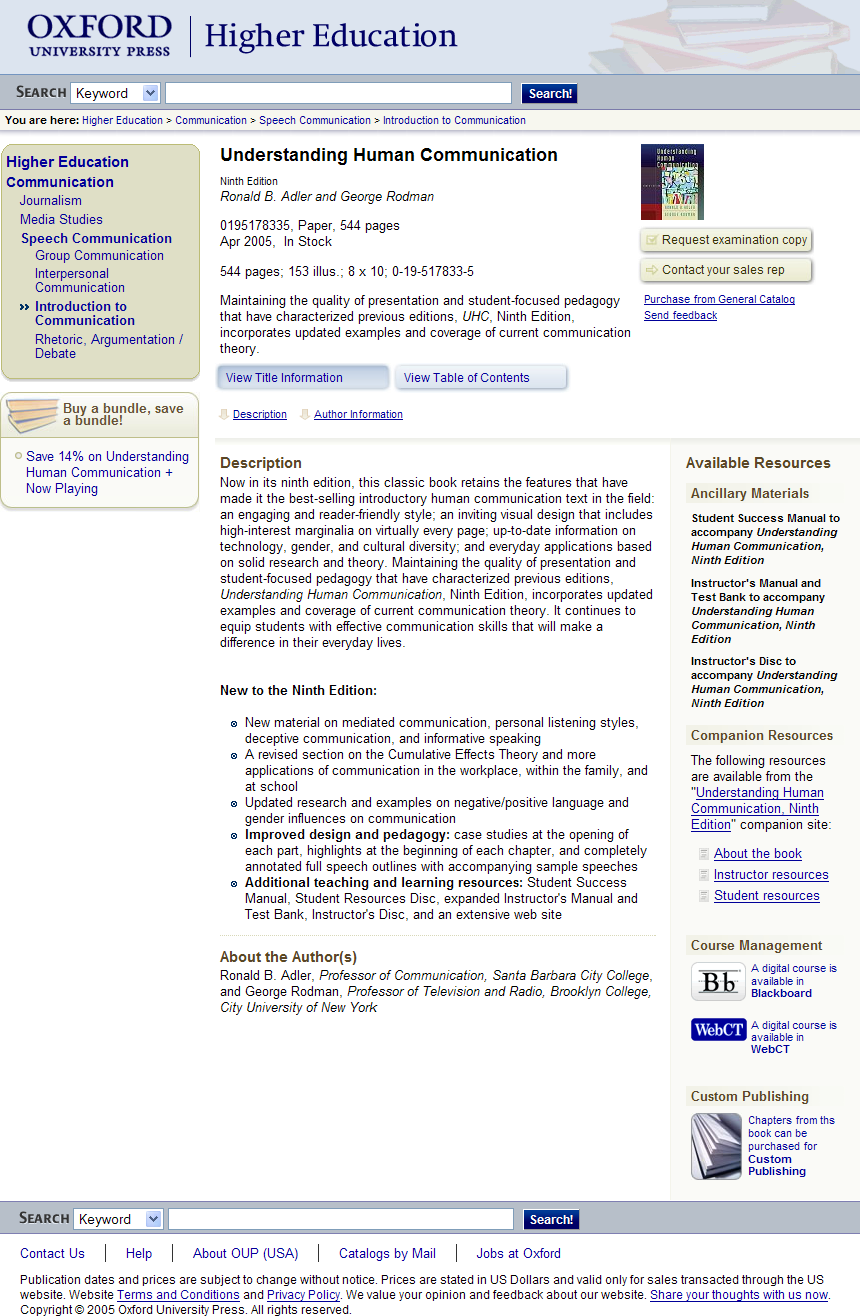 OXFORD
UNIVERSITY PRESS
Higher Education
SEARCH Keyword Search!
You are here: Higher Education > Communication > Speech Communication > Introduction to Communication
Higher Education
Communication
Journalism
Media Studies
Speech Communication
Group Communication
Interpersonal
Communication
Introduction to
Communication
Rhetoric, Argumentation /
Debate
Buy a bundle, save
a bundle!
Save 14% on Understanding
Human Communication +
Now Playing
Understanding Human Communication
Ninth Edition
Ronald B. Adler and George Rodman
0195178335, Paper, 544 pages
Apr 2005, In Stock
544 pages; 153 illus.; 8 x 10; 0-19-517833-5
Maintaining the quality of presentation and student-focused pedagogy
that have characterized previous editions, UHC, Ninth Edition,
incorporates updated examples and coverage of current communication
theory.
Understanding
Human
Communication
RONALD B. ADLER
GEORGE RODMAN
Request examination copy
Contact your sales rep
Purchase from General Catalog
Send feedback
View Title Information
View Table of Contents
Description
Author Information
Description
Now in its ninth edition, this classic book retains the features that have
made it the best-selling introductory human communication text in the field:
an engaging and reader-friendly style; an inviting visual design that includes
high-interest marginalia on virtually every page; up-to-date information on
technology, gender, and cultural diversity; and everyday applications based
on solid research and theory. Maintaining the quality of presentation and
student-focused pedagogy that have characterized previous editions,
Understanding Human Communication, Ninth Edition, incorporates updated
examples and coverage of current communication theory. It continues to
equip students with effective communication skills that will make a
difference in their everyday lives.
New to the Ninth Edition:
New material on mediated communication, personal listening styles,
deceptive communication, and informative speaking
A revised section on the Cumulative Effects Theory and more
applications of communication in the workplace, within the family, and
at school
Updated research and examples on negative/positive language and
gender influences on communication
Improved design and pedagogy: case studies at the opening of
each part, highlights at the beginning of each chapter, and completely
annotated full speech outlines with accompanying sample speeches
Additional teaching and learning resources: Student Success
Manual, Student Resources Disc, expanded Instructor's Manual and
Test Bank, Instructor's Disc, and an extensive web site
About the Author(s)
Ronald B. Adler, Professor of Communication, Santa Barbara City College,
and George Rodman, Professor of Television and Radio, Brooklyn College,
City University of New York
Available Resources
Ancillary Materials
Student Success Manual to
accompany Understanding
Human Communication,
Ninth Edition
Instructor's Manual and
Test Bank to accompany
Understanding Human
Communication, Ninth
Edition
Instructor's Disc to
accompany Understanding
Human Communication,
Ninth Edition
Companion Resources
The following resources
are available from the
"Understanding Human
Communication, Ninth
Edition" companion site:
About the book
Instructor resources
Student resources
Course Management
Bb
A digital course is
available in
Blackboard
WebCT
A digital course is
available in
WebCT
Custom Publishing
Chapters from ths
book can be
purchased for
Custom
Publishing
SEARCH Keyword Search!
Contact Us | Help | About OUP (USA) | Catalogs by Mail | Jobs at Oxford
Publication dates and prices are subject to change without notice. Prices are stated in US Dollars and valid only for sales transacted through the US
website. Website Terms and Conditions and Privacy Policy. We value your opinion and feedback about our website. Share your thoughts with us now.
Copyright © 2005 Oxford University Press. All rights reserved.